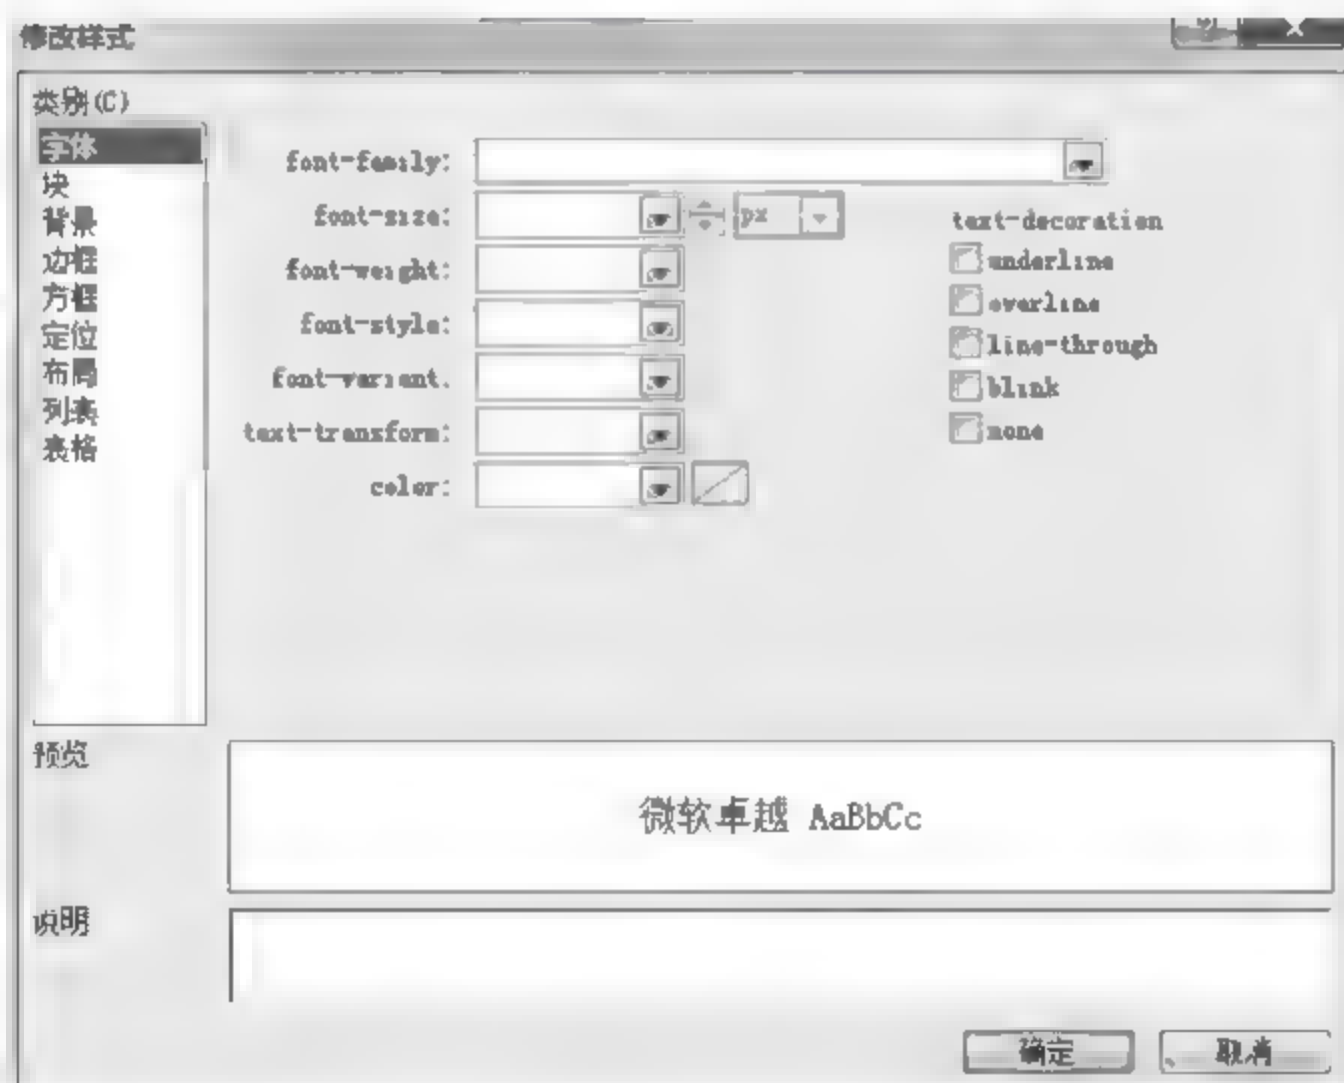 修改样式
类别(C)
字体
块
背景
边框
方框
定位
布局
列表
表格
font-family:
font-size:
px
font-weight:
font-style:
font-variant:
text-transform:
color:
text-decoration
underline
overline
line-through
blink
none
预览
微软卓越 AaBbCc
说明
确定
取消